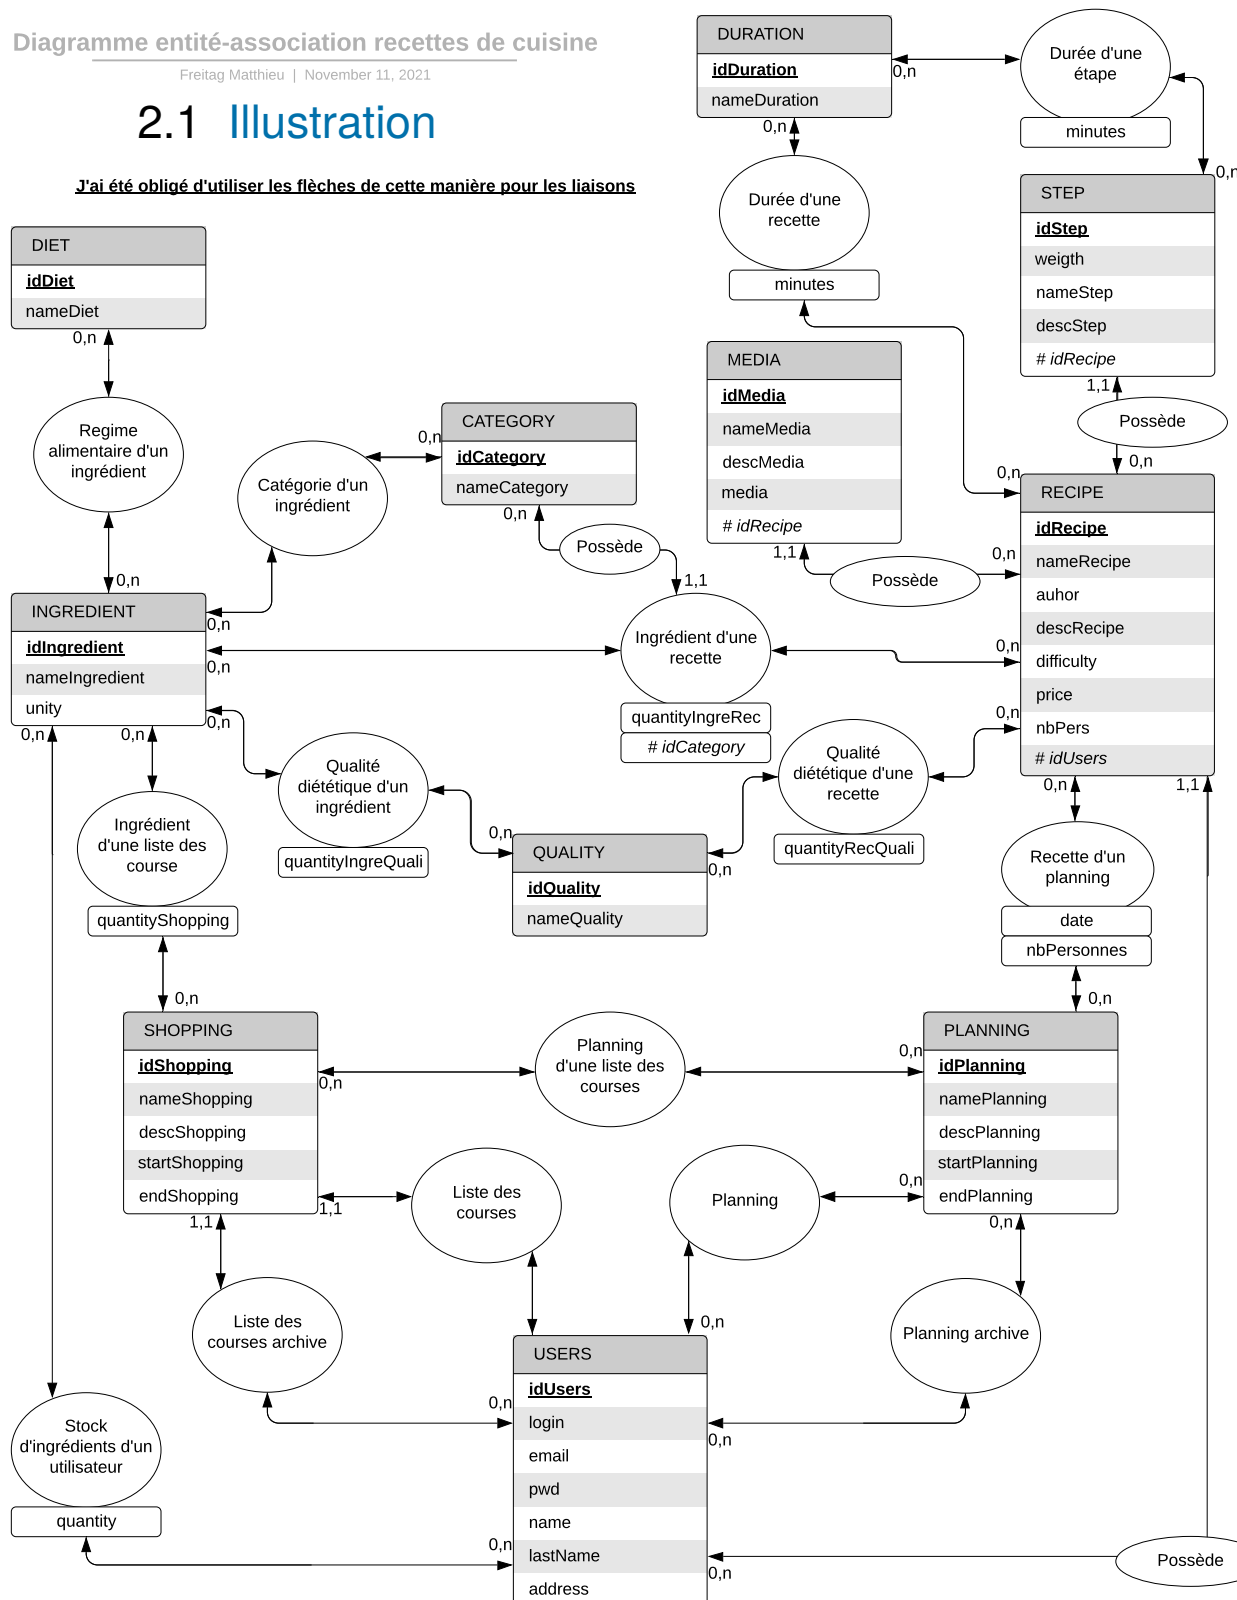 Diagramme entité-association recettes de cuisine
Freitag Matthieu | November 11, 2021
2.1 Illustration
J'ai été obligé d'utiliser les flèches de cette manière pour les liaisons
DURATION
idDuration
nameDuration
0,n
0,n
Durée d'une
étape
minutes
0,n
Durée d'une
recette
minutes
STEP
idStep
weigth
nameStep
descStep
# idRecipe
1,1
Possède
0,n
DIET
idDiet
nameDiet
0,n
Regime
alimentaire d'un
ingrédient
0,n
Catégorie d'un
ingrédient
0,n
CATEGORY
idCategory
nameCategory
0,n
Possède
1,1
MEDIA
idMedia
nameMedia
descMedia
media
# idRecipe
1,1
Possède
0,n
0,n
RECIPE
idRecipe
nameRecipe
auhor
descRecipe
difficulty
price
nbPers
# idUsers
0,n
0,n
0,n
1,1
INGREDIENT
idIngredient
nameIngredient
unity
0,n
0,n
0,n
0,n
0,n
Ingrédient d'une
recette
quantityIngreRec
# idCategory
Qualité
diététique d'un
ingrédient
quantityIngreQuali
Qualité
diététique d'une
recette
quantityRecQuali
0,n
QUALITY
idQuality
nameQuality
0,n
Ingrédient
d'une liste des
course
quantityShopping
0,n
Recette d'un
planning
date
nbPersonnes
0,n
SHOPPING
idShopping
nameShopping
descShopping
startShopping
endShopping
0,n
1,1
1,1
Planning
d'une liste des
courses
0,n
PLANNING
idPlanning
namePlanning
descPlanning
startPlanning
endPlanning
0,n
0,n
Liste des
courses
Planning
0,n
Liste des
courses archive
Planning archive
USERS
idUsers
login
email
pwd
name
lastName
address
0,n
0,n
0,n
0,n
Stock
d'ingrédients d'un
utilisateur
quantity
Possède